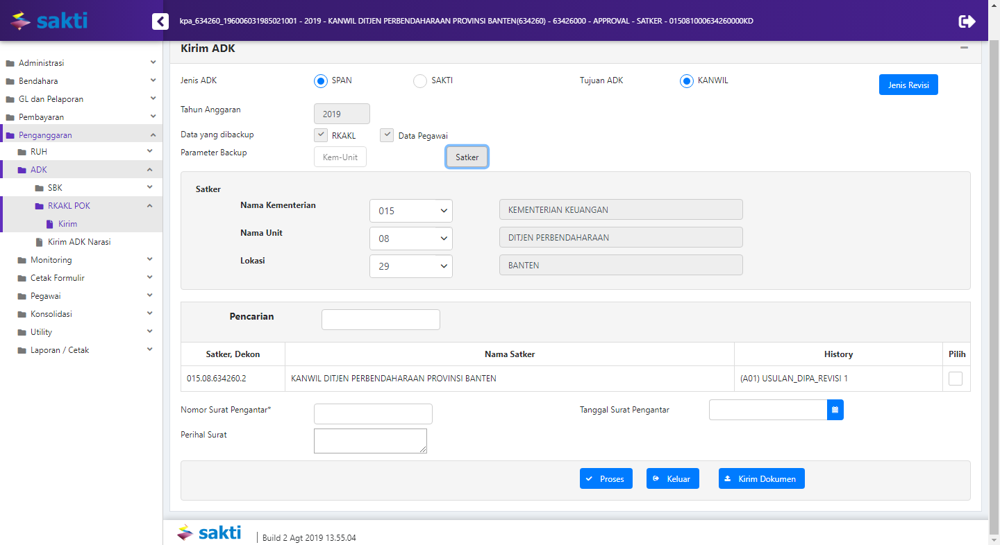 sakti
kpa_634260_196006031985021001 - 2019 - KANWIL DITJEN PERBENDAHARAAN PROVINSI BANTEN(634260) - 63426000 - APPROVAL - SATKER - 015081000634260000KD
Administrasi
Bendahara
GL dan Pelaporan
Pembayaran
Penganggaran
RUH
ADK
SBK
RKAKL POK
Kirim
Kirim ADK Narasi
Monitoring
Cetak Formulir
Pegawai
Konsolidasi
Utility
Laporan / Cetak
Kirim ADK
Jenis ADK SPAN SAKTI Tujuan ADK KANWIL Jenis Revisi
Tahun Anggaran 2019
Data yang dibackup RKAKL Data Pegawai
Parameter Backup Kem-Unit Satker
Satker
Nama Kementerian 015 KEMENTERIAN KEUANGAN
Nama Unit 08 DITJEN PERBENDAHARAAN
Lokasi 29 BANTEN
Pencarian
Satker, Dekon Nama Satker History Pilih
015.08.634260.2 KANWIL DITJEN PERBENDAHARAAN PROVINSI BANTEN (A01) USULAN_DIPA_REVISI 1
Nomor Surat Pengantar* Tanggal Surat Pengantar
Perihal Surat
Proses Keluar Kirim Dokumen
sakti | Build 2 Agt 2019 13.55.04